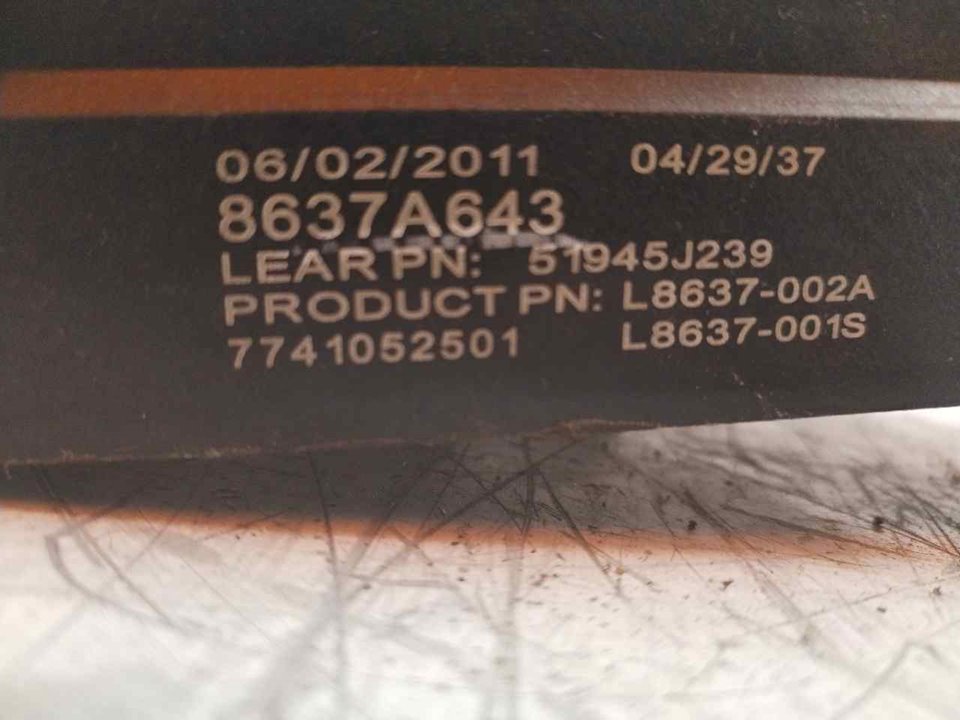 06/02/2011 04/29/37
8637A643
LEAR PN: 51945J239
PRODUCT PN: L8637-002A
7741052501 L8637-001S